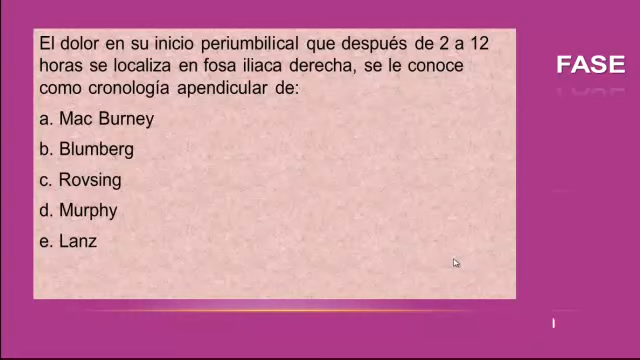 El dolor en su inicio periumbilical que después de 2 a 12
horas se localiza en fosa iliaca derecha, se le conoce
como cronología apendicular de:
a. Mac Burney
b. Blumberg
c. Rovsing
d. Murphy
e. Lanz
FASE